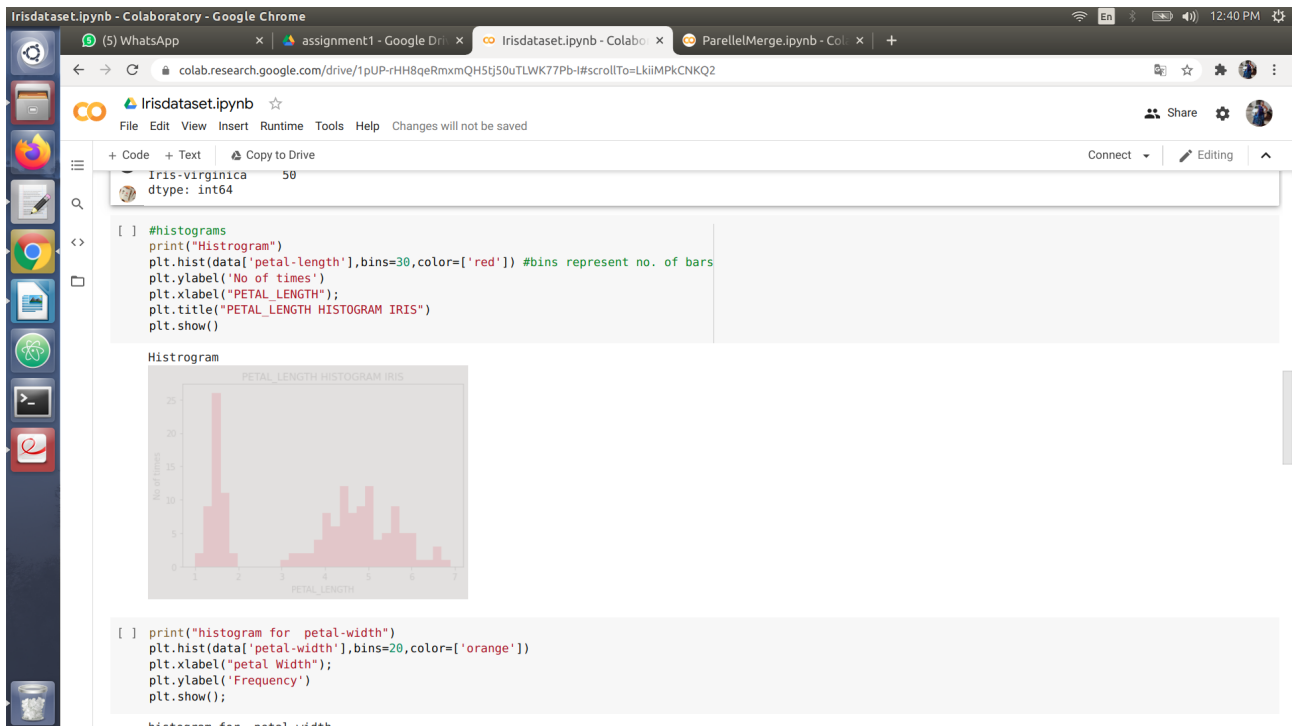 Irisdataset.ipynb - Colaboratory - Google Chrome
En
12:40 PM
(5) WhatsApp
assignment1 - Google Dri
Irisdataset.ipynb - Colabo
ParellelMerge.ipynb - Col
colab.research.google.com/drive/1pUP-rHH8qeRmxmQH5tj50uTLWK77Pb-I#scrollTo=LkiiMPkCNKQ2
CO
Irisdataset.ipynb
Share
File Edit View Insert Runtime Tools Help Changes will not be saved
+ Code + Text Copy to Drive
Connect
Editing
Iris-virginica 50
dtype: int64
[ ] #histograms
print("Histrogram")
plt.hist(data['petal-length'],bins=30,color=['red']) #bins represent no. of bars
plt.ylabel('No of times')
plt.xlabel("PETAL_LENGTH");
plt.title("PETAL_LENGTH HISTOGRAM IRIS")
plt.show()
Histrogram
PETAL_LENGTH HISTOGRAM IRIS
25
20
15
10
5
0
No of times
1 2 3 4 5 6 7
PETAL_LENGTH
[ ] print("histogram for  petal-width")
plt.hist(data['petal-width'],bins=20,color=['orange'])
plt.xlabel("petal Width");
plt.ylabel('Frequency')
plt.show();
histogram for  petal-width